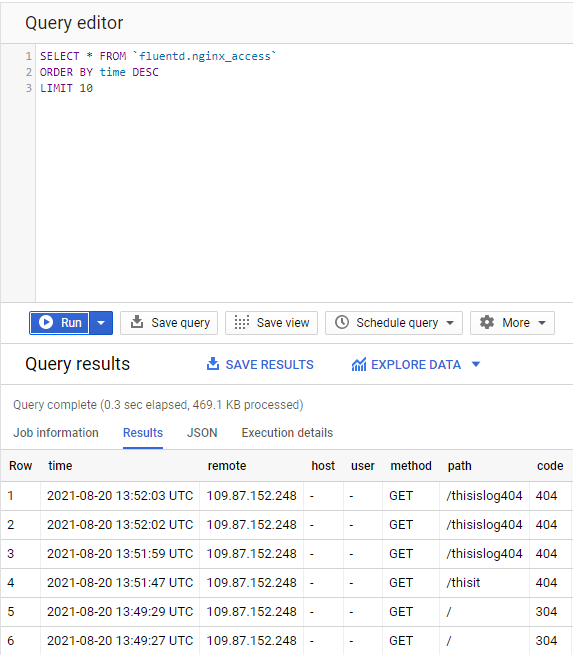 Query editor
1 SELECT * FROM `fluentd.nginx_access`
2 ORDER BY time DESC
3 LIMIT 10
Run Save query Save view Schedule query More
Query results SAVE RESULTS EXPLORE DATA
Query complete (0.3 sec elapsed, 469.1 KB processed)
Job information Results JSON Execution details
Row time remote host user method path code
1 2021-08-20 13:52:03 UTC 109.87.152.248 - - GET /thisislog404 404
2 2021-08-20 13:52:02 UTC 109.87.152.248 - - GET /thisislog404 404
3 2021-08-20 13:51:59 UTC 109.87.152.248 - - GET /thisislog404 404
4 2021-08-20 13:51:47 UTC 109.87.152.248 - - GET /thisit 404
5 2021-08-20 13:49:29 UTC 109.87.152.248 - - GET / 304
6 2021-08-20 13:49:27 UTC 109.87.152.248 - - GET / 304